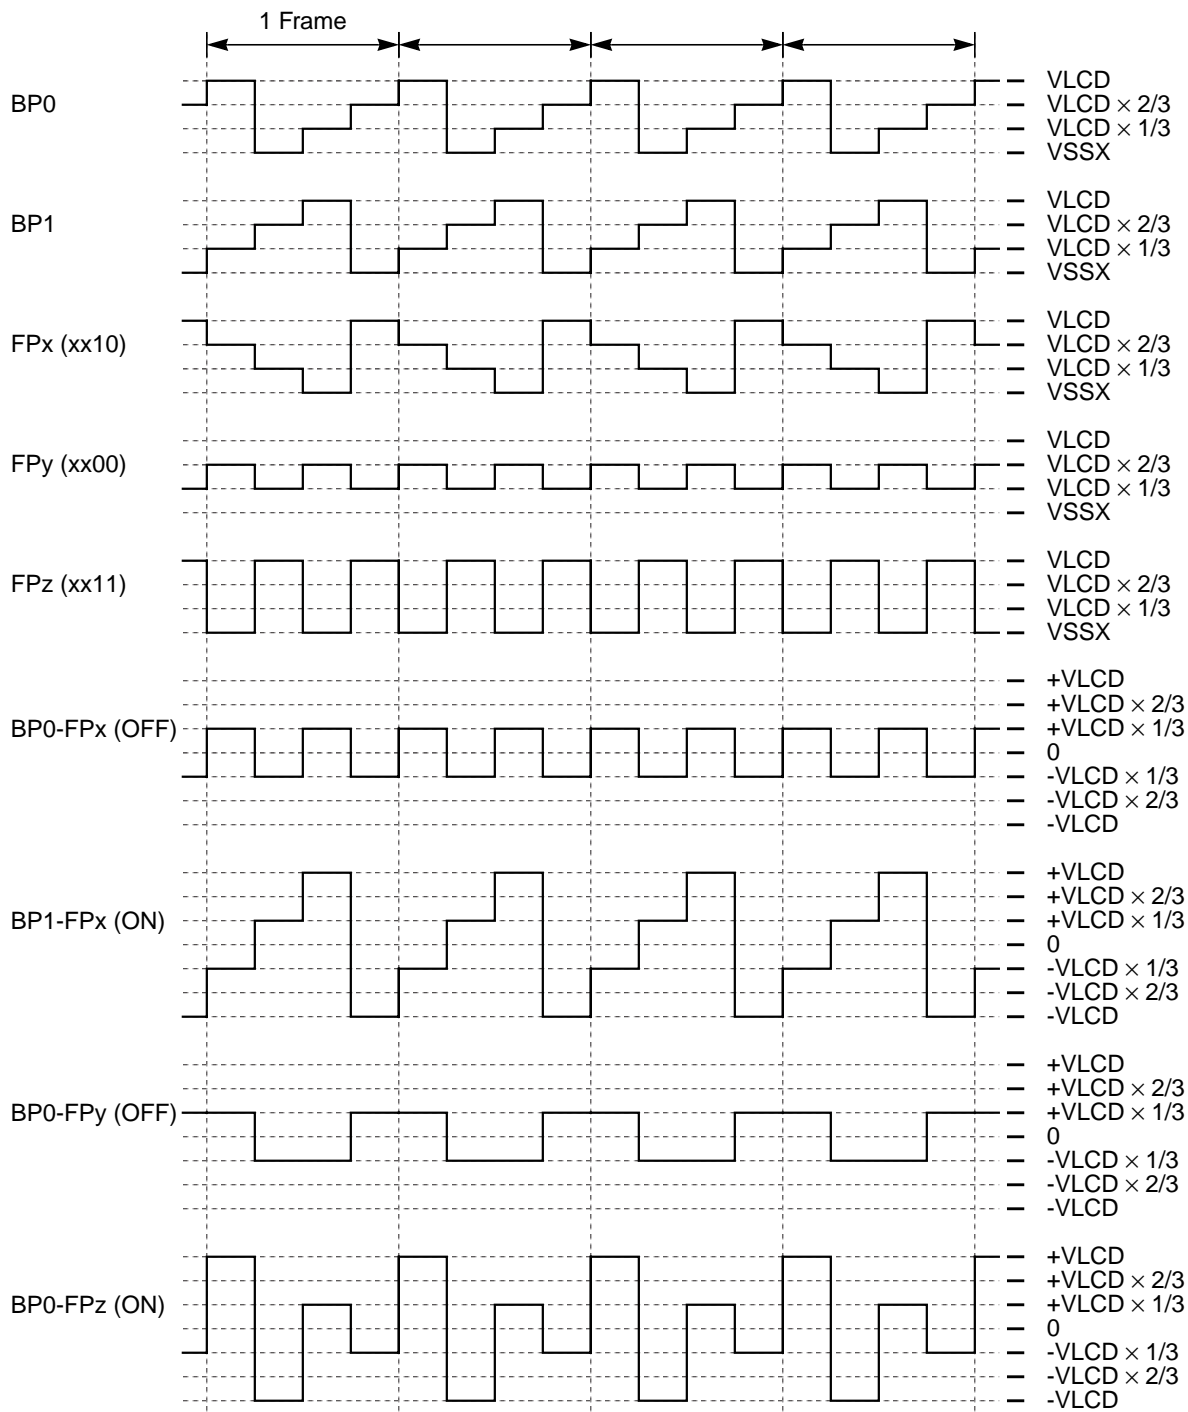 1 Frame
BP0
VLCD
VLCD × 2/3
VLCD × 1/3
VSSX
BP1
VLCD
VLCD × 2/3
VLCD × 1/3
VSSX
FPx (xx10)
VLCD
VLCD × 2/3
VLCD × 1/3
VSSX
FPy (xx00)
VLCD
VLCD × 2/3
VLCD × 1/3
VSSX
FPz (xx11)
VLCD
VLCD × 2/3
VLCD × 1/3
VSSX
BP0-FPx (OFF)
+VLCD
+VLCD × 2/3
+VLCD × 1/3
0
-VLCD × 1/3
-VLCD × 2/3
-VLCD
BP1-FPx (ON)
+VLCD
+VLCD × 2/3
+VLCD × 1/3
0
-VLCD × 1/3
-VLCD × 2/3
-VLCD
BP0-FPy (OFF)
+VLCD
+VLCD × 2/3
+VLCD × 1/3
0
-VLCD × 1/3
-VLCD × 2/3
-VLCD
BP0-FPz (ON)
+VLCD
+VLCD × 2/3
+VLCD × 1/3
0
-VLCD × 1/3
-VLCD × 2/3
-VLCD